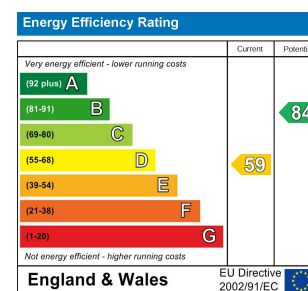 Energy Efficiency Rating
Current Potenti
Very energy efficient - lower running costs
(92 plus) A
(81-91) B
84
(69-80) C
(55-68) D
59
(39-54) E
(21-38) F
(1-20) G
Not energy efficient - higher running costs
England & Wales
EU Directive
2002/91/EC